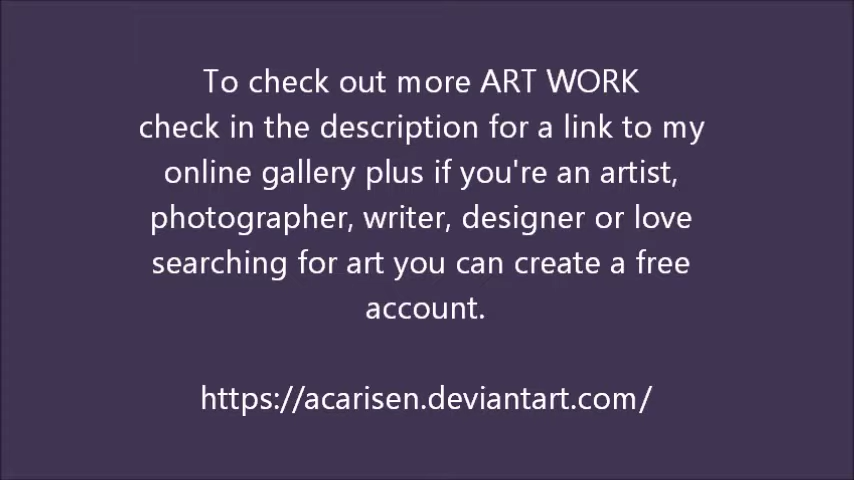 To check out more ART WORK
check in the description for a link to my
online gallery plus if you're an artist,
photographer, writer, designer or love
searching for art you can create a free
account.
https://acarisen.deviantart.com/